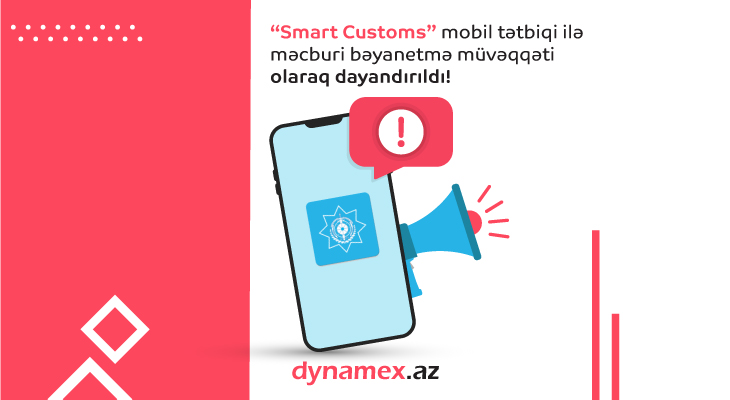 “Smart Customs” mobil tətbiqi ilə
məcburi bəyanetmə müvəqqəti
olaraq dayandırıldı!
dynamex.az